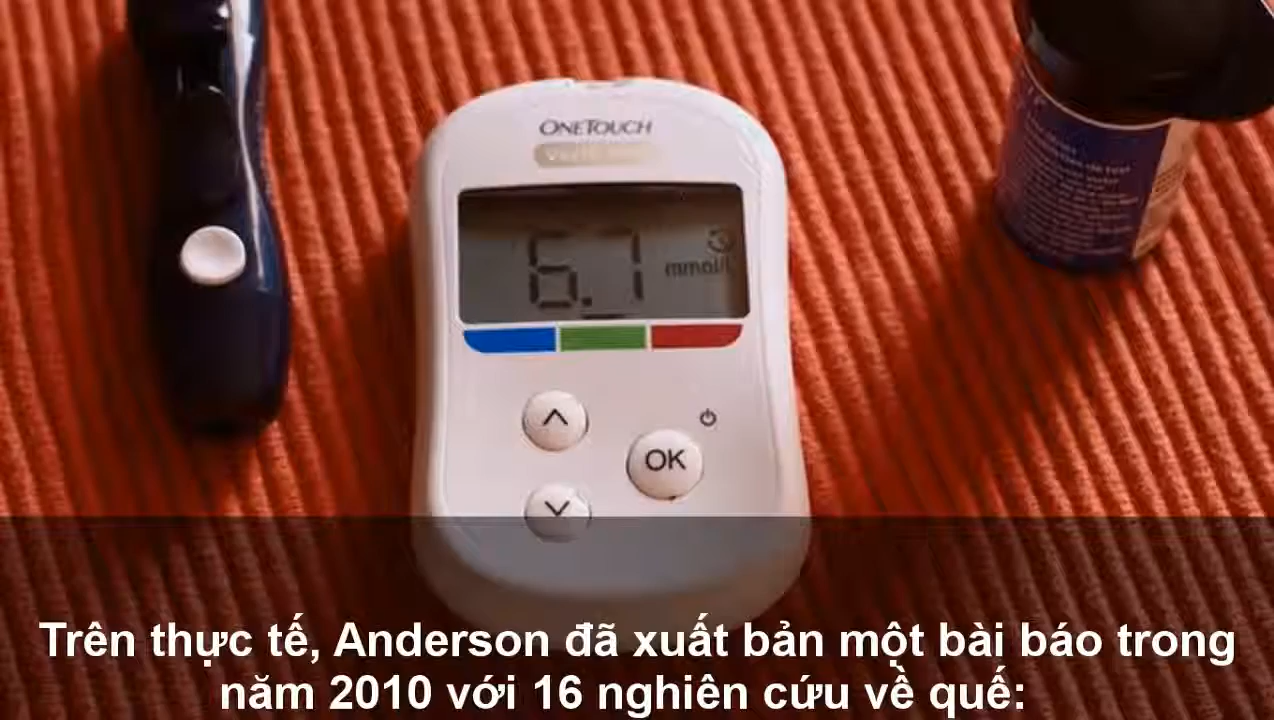 ONETOUCH
6.7
mmol/L
OK
Trên thực tế, Anderson đã xuất bản một bài báo trong
năm 2010 với 16 nghiên cứu về quế: